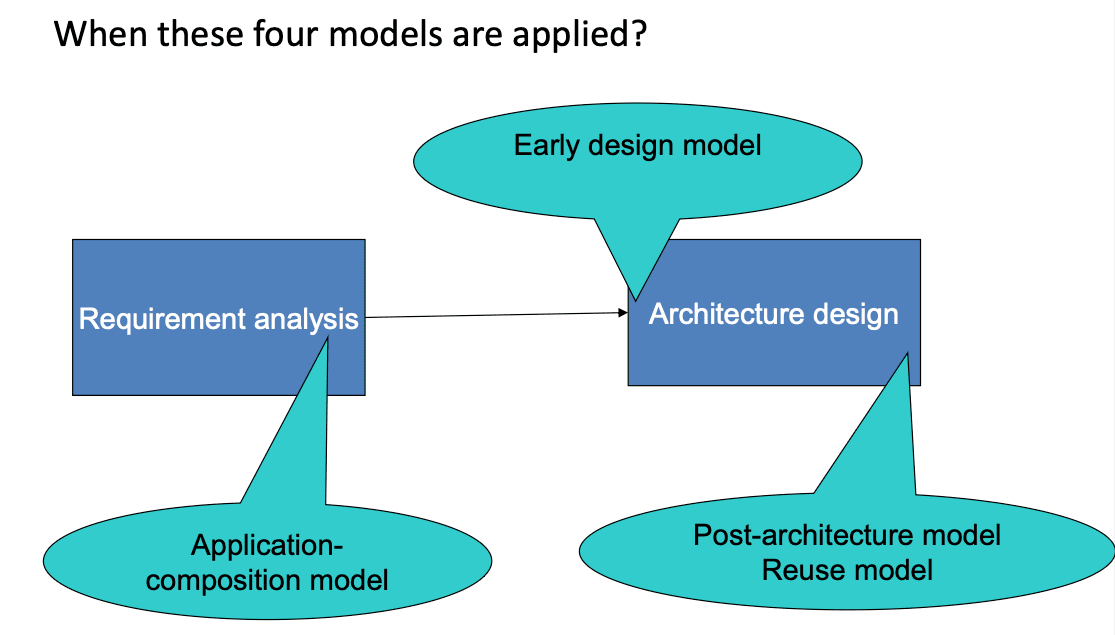 When these four models are applied?
Early design model
Requirement analysis
Architecture design
Application-
composition model
Post-architecture model
Reuse model